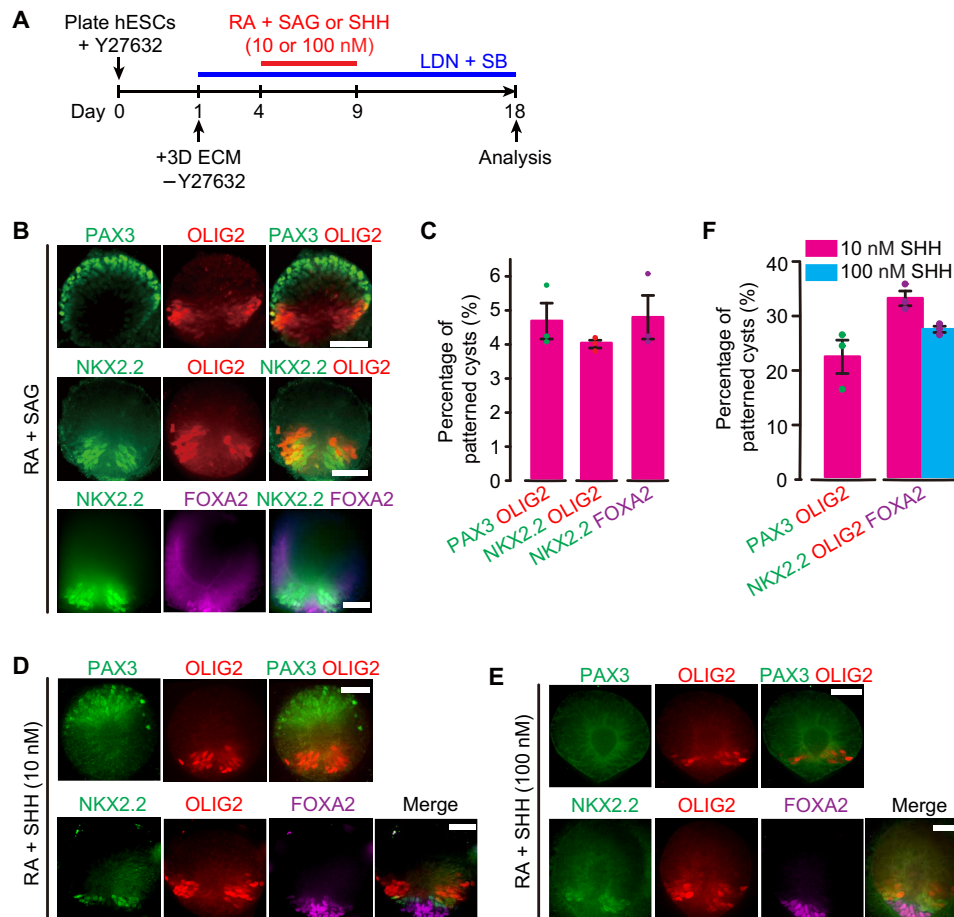 A
Plate hESCs
+ Y27632
RA + SAG or SHH
(10 or 100 nM)
LDN + SB
Day 0 1 4 9 18
+3D ECM
−Y27632
Analysis
B
PAX3 OLIG2 PAX3 OLIG2
NKX2.2 OLIG2 NKX2.2 OLIG2
NKX2.2 FOXA2 NKX2.2 FOXA2
RA + SAG
C
Percentage of
patterned cysts (%)
6
5
4
3
2
1
0
PAX3 OLIG2
NKX2.2 OLIG2
NKX2.2 FOXA2
F
10 nM SHH
100 nM SHH
Percentage of
patterned cysts (%)
40
30
20
10
0
PAX3 OLIG2
NKX2.2 OLIG2 FOXA2
D
PAX3 OLIG2 PAX3 OLIG2
NKX2.2 OLIG2 FOXA2 Merge
RA + SHH (10 nM)
E
PAX3 OLIG2 PAX3 OLIG2
NKX2.2 OLIG2 FOXA2 Merge
RA + SHH (100 nM)